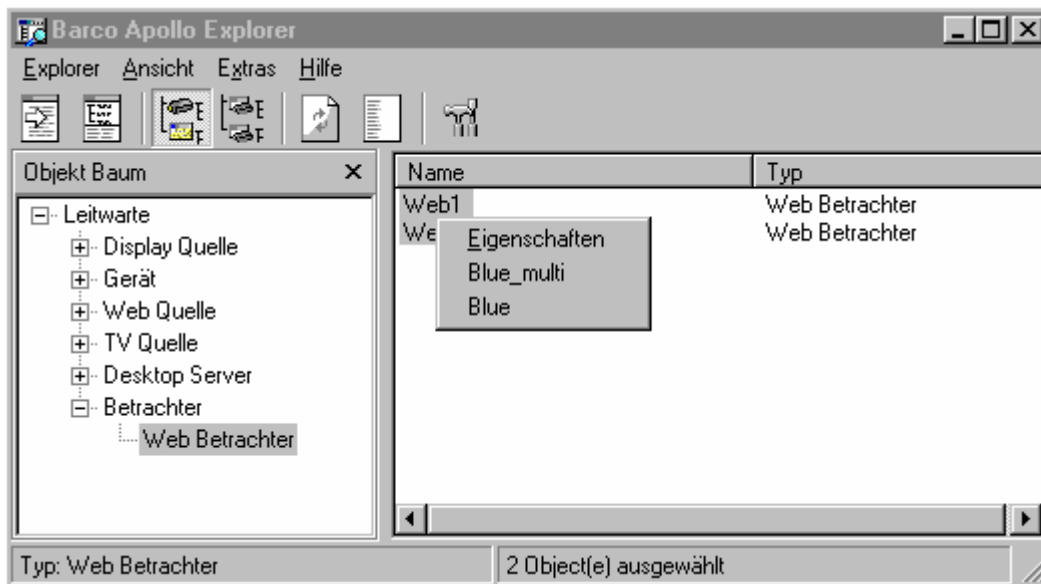 Barco Apollo Explorer
Explorer Ansicht Extras Hilfe
Objekt Baum
Leitwarte
Display Quelle
Gerät
Web Quelle
TV Quelle
Desktop Server
Betrachter
Web Betrachter
Name Typ
Web1 Web Betrachter
We Web Betrachter
Eigenschaften
Blue_multi
Blue
Typ: Web Betrachter
2 Object(e) ausgewählt